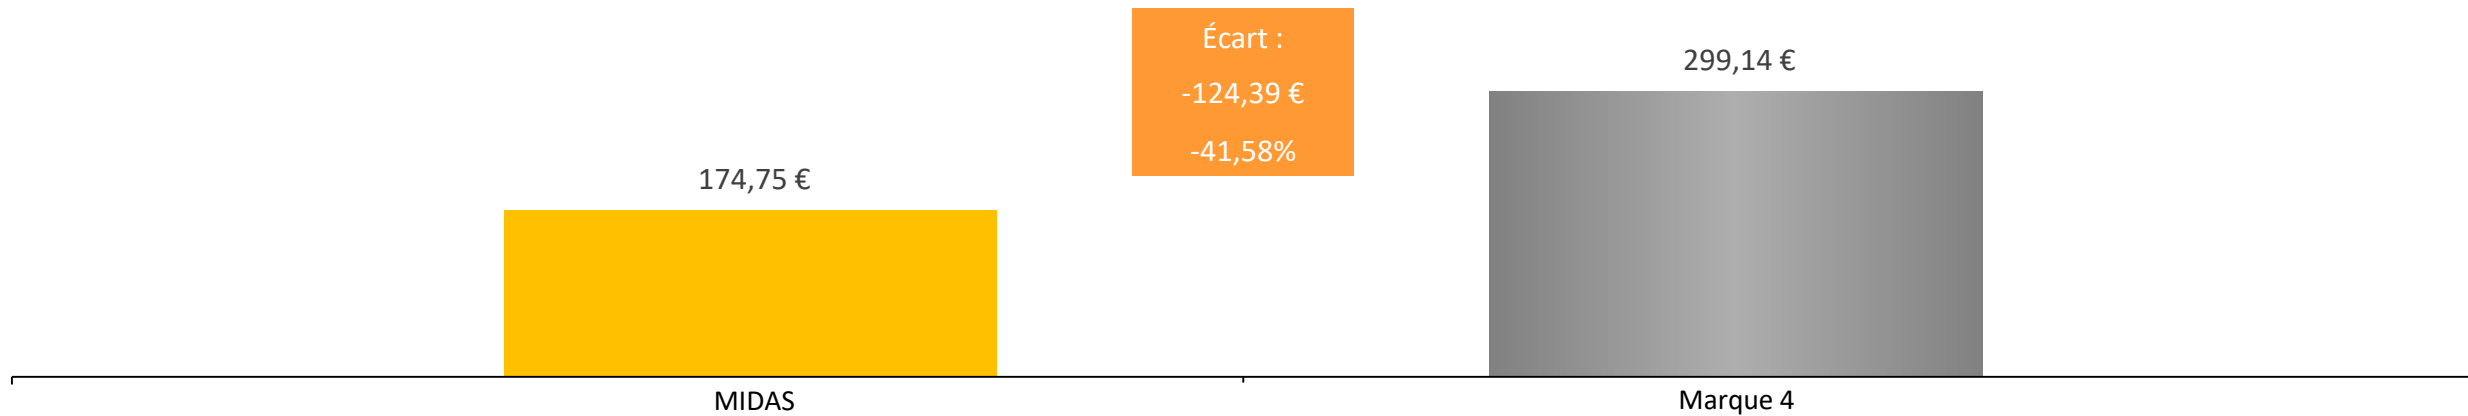 Écart :
-124,39 €
-41,58%
299,14 €
174,75 €
MIDAS
Marque 4